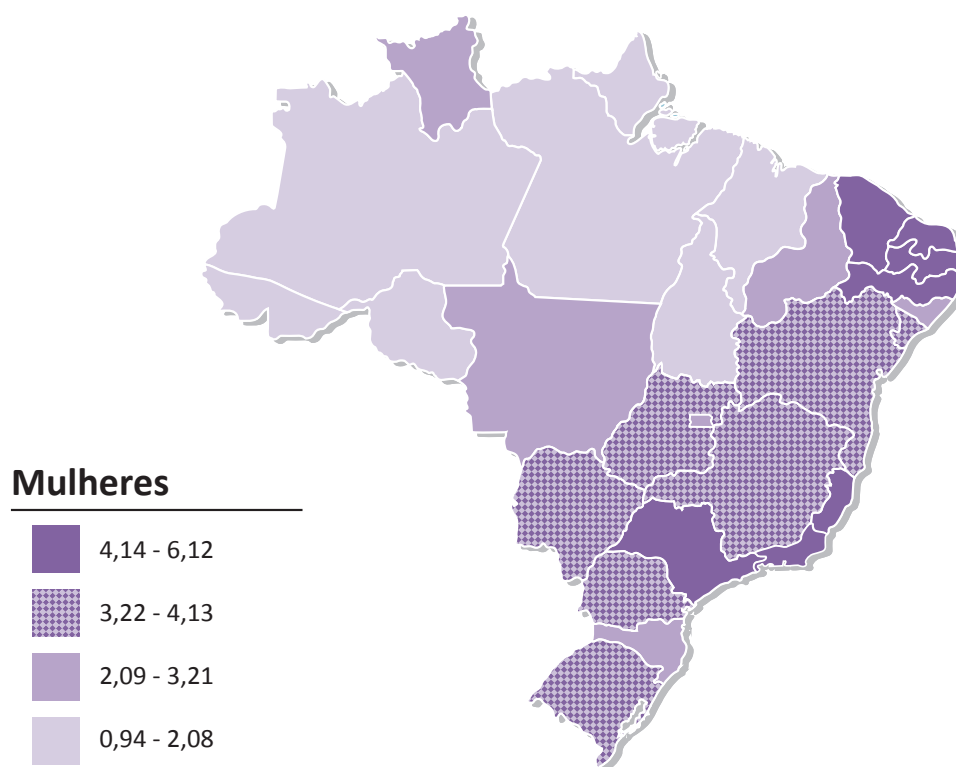 Mulheres
4,14 - 6,12
3,22 - 4,13
2,09 - 3,21
0,94 - 2,08